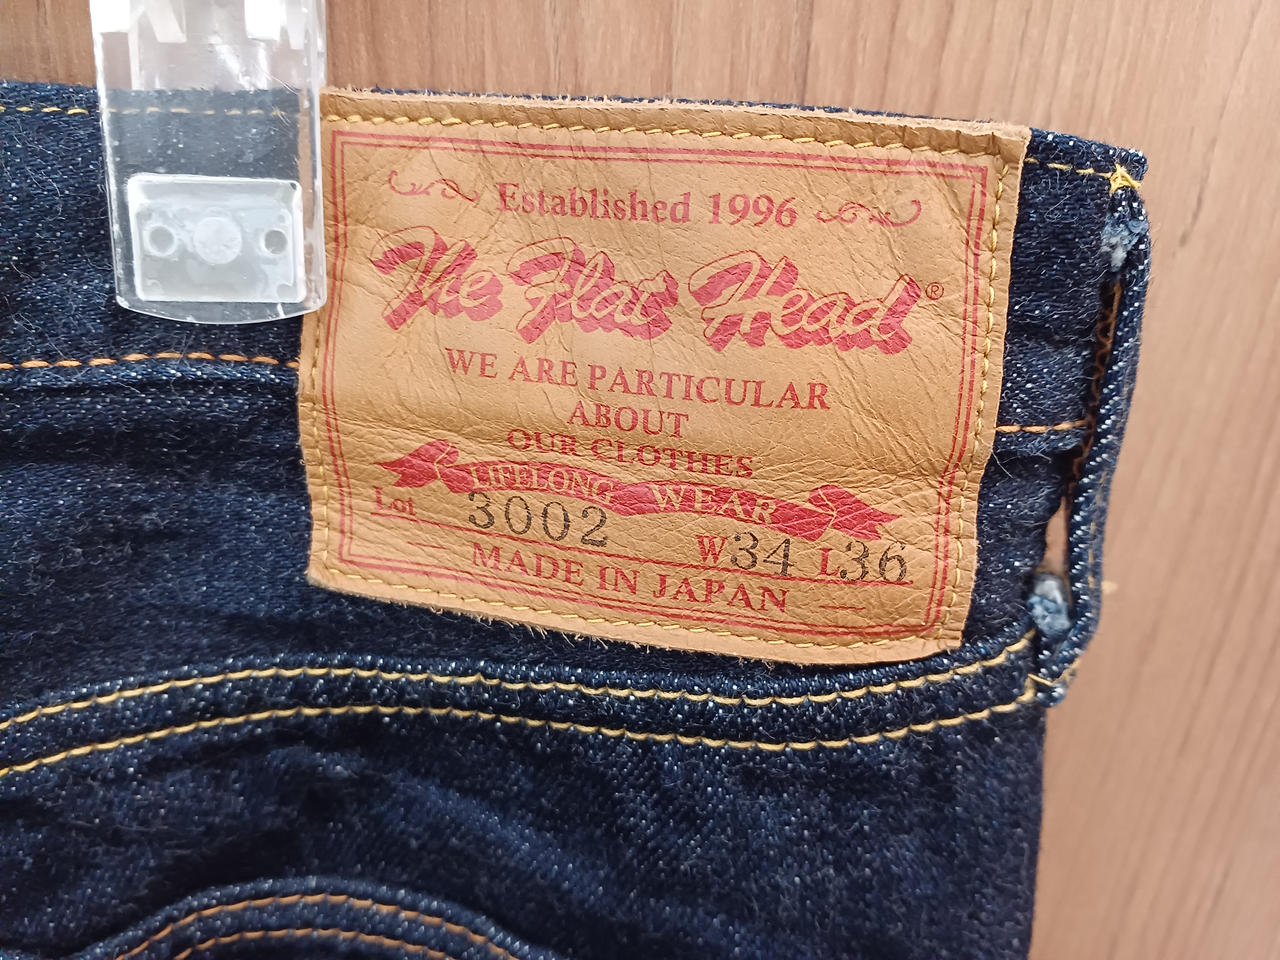 Established 1996
The Flat Head®
WE ARE PARTICULAR
ABOUT
OUR CLOTHES
LIFELONG WEAR
Lot 3002 W34 L36
MADE IN JAPAN